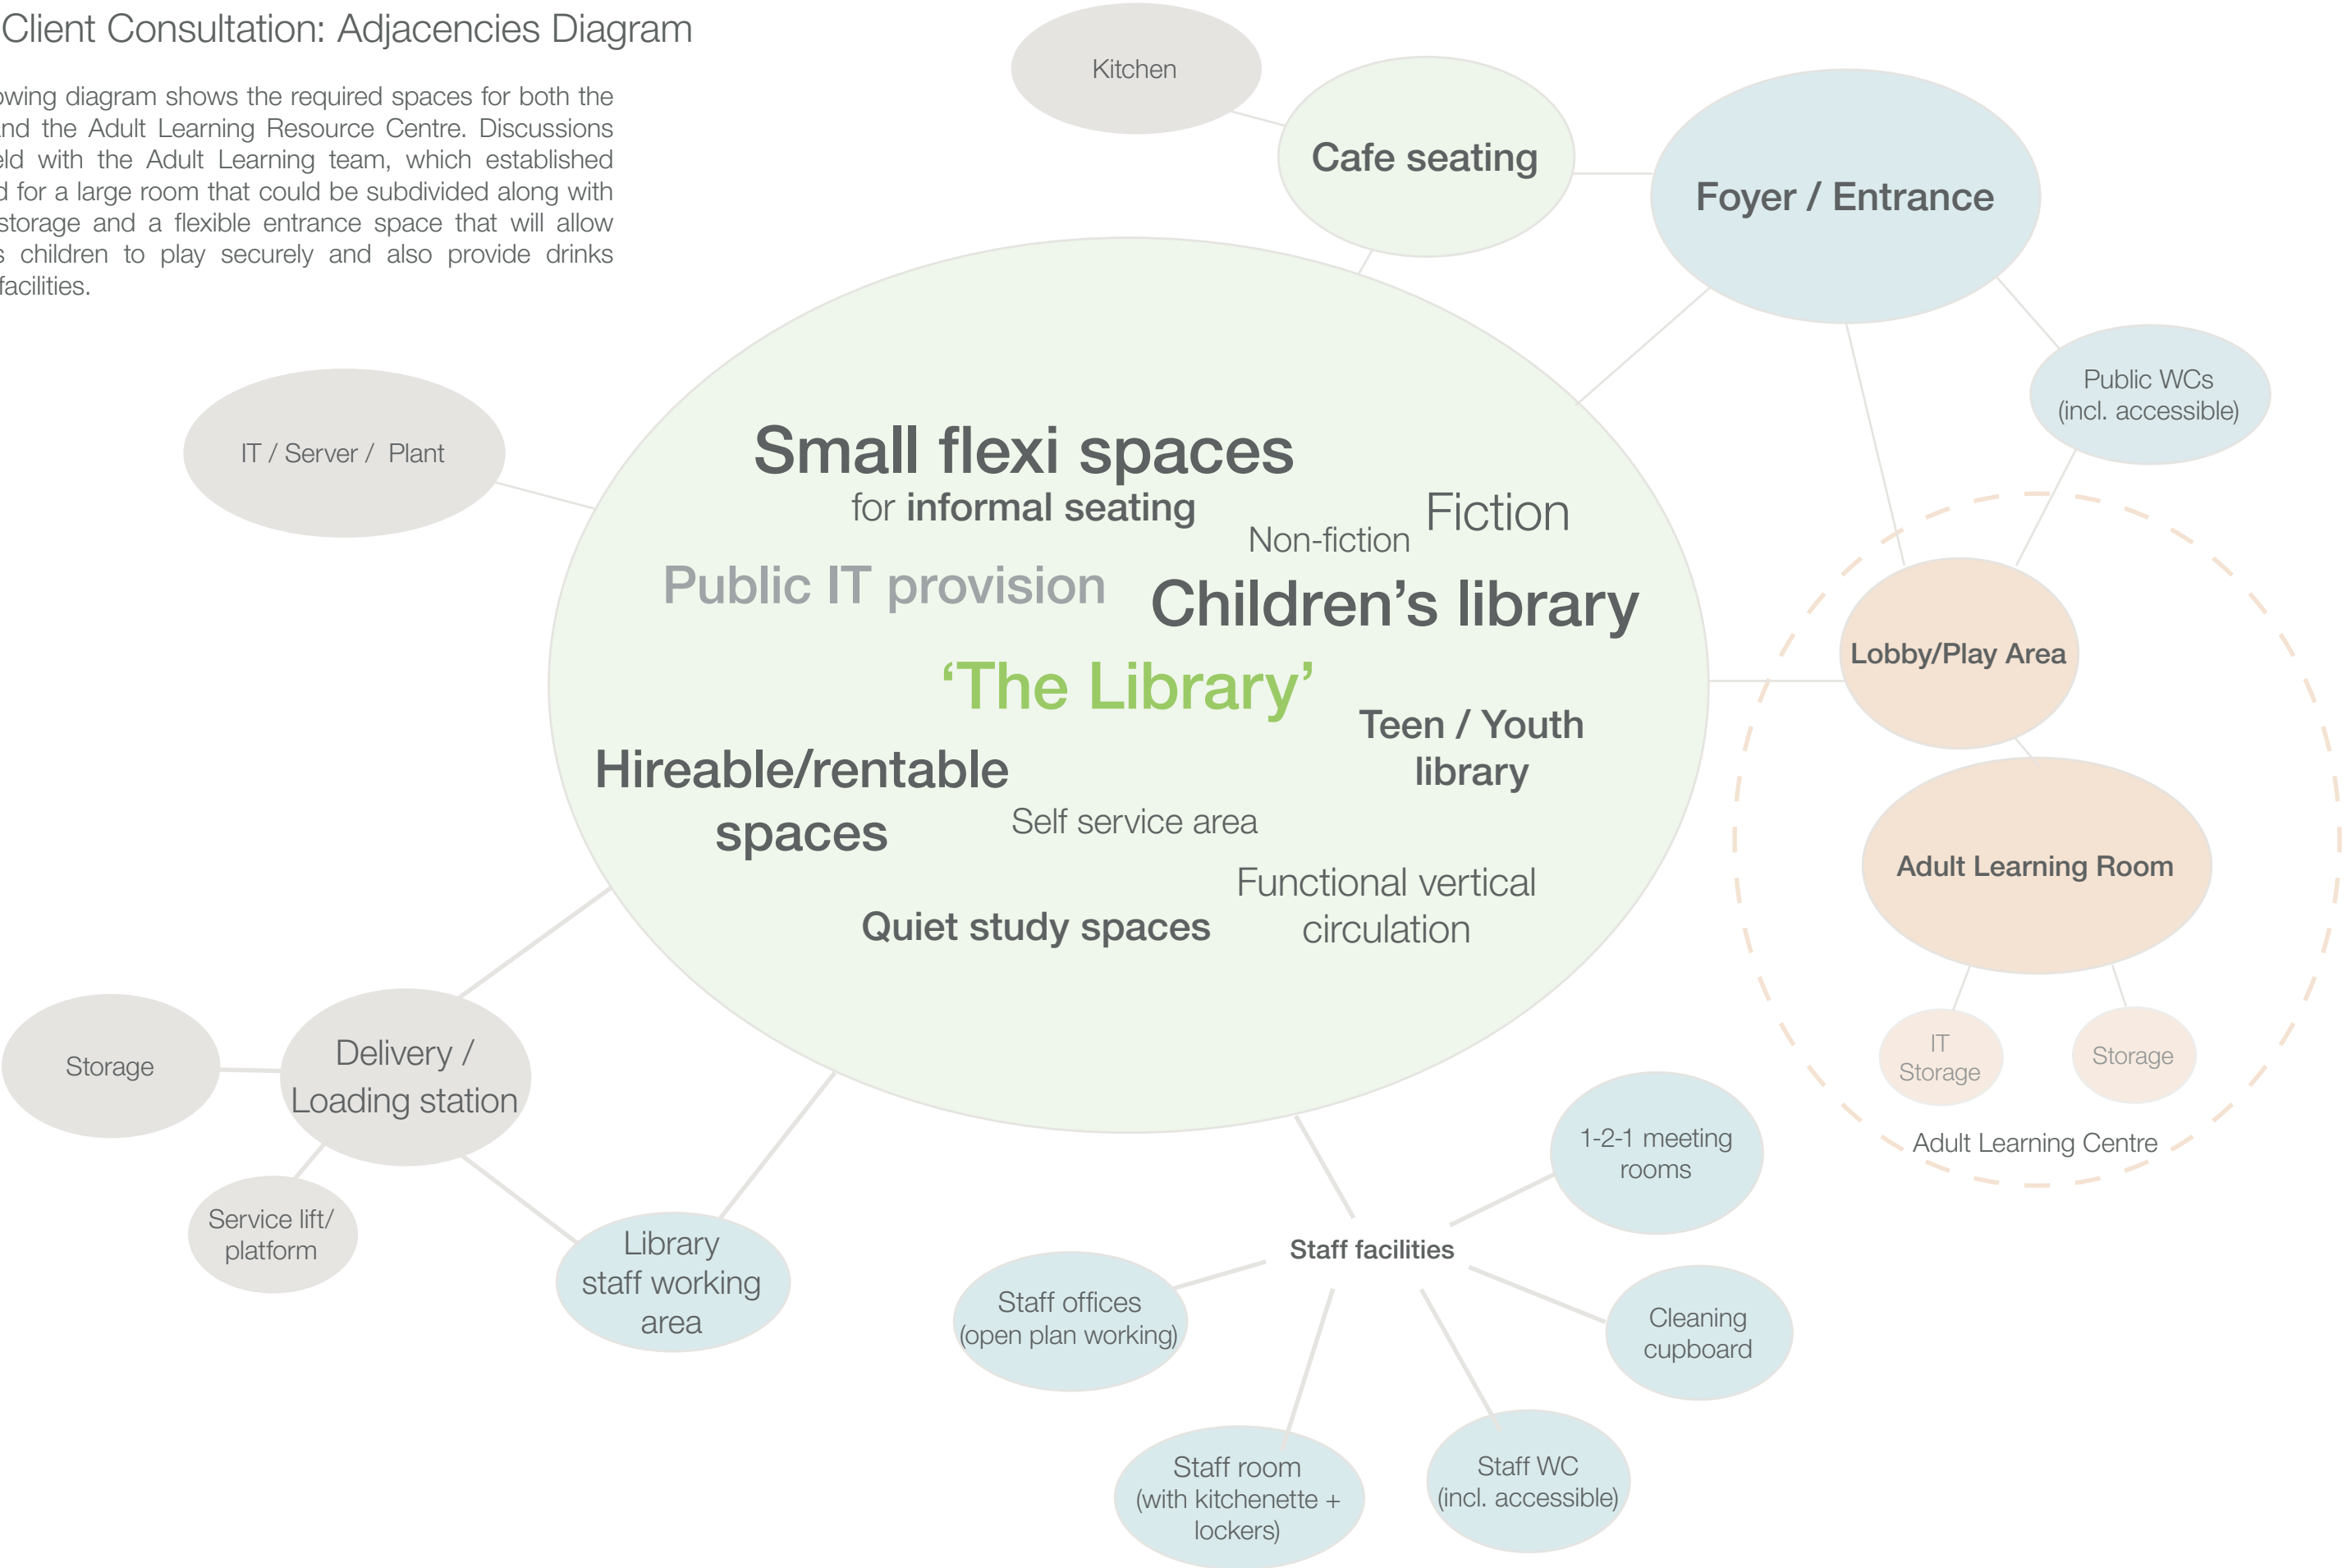 Client Consultation: Adjacencies Diagram
owing diagram shows the required spaces for both the
nd the Adult Learning Resource Centre. Discussions
eld with the Adult Learning team, which established
d for a large room that could be subdivided along with
storage and a flexible entrance space that will allow
s children to play securely and also provide drinks
facilities.
Kitchen
Cafe seating
Foyer / Entrance
Public WCs
(incl. accessible)
IT / Server / Plant
Small flexi spaces
for informal seating
Fiction
Non-fiction
Public IT provision
Children’s library
‘The Library’
Teen / Youth
library
Hireable/rentable
spaces
Self service area
Functional vertical
circulation
Quiet study spaces
Lobby/Play Area
Adult Learning Room
IT
Storage
Storage
Adult Learning Centre
Storage
Delivery /
Loading station
Service lift/
platform
Library
staff working
area
Staff facilities
1-2-1 meeting
rooms
Cleaning
cupboard
Staff offices
(open plan working)
Staff room
(with kitchenette +
lockers)
Staff WC
(incl. accessible)